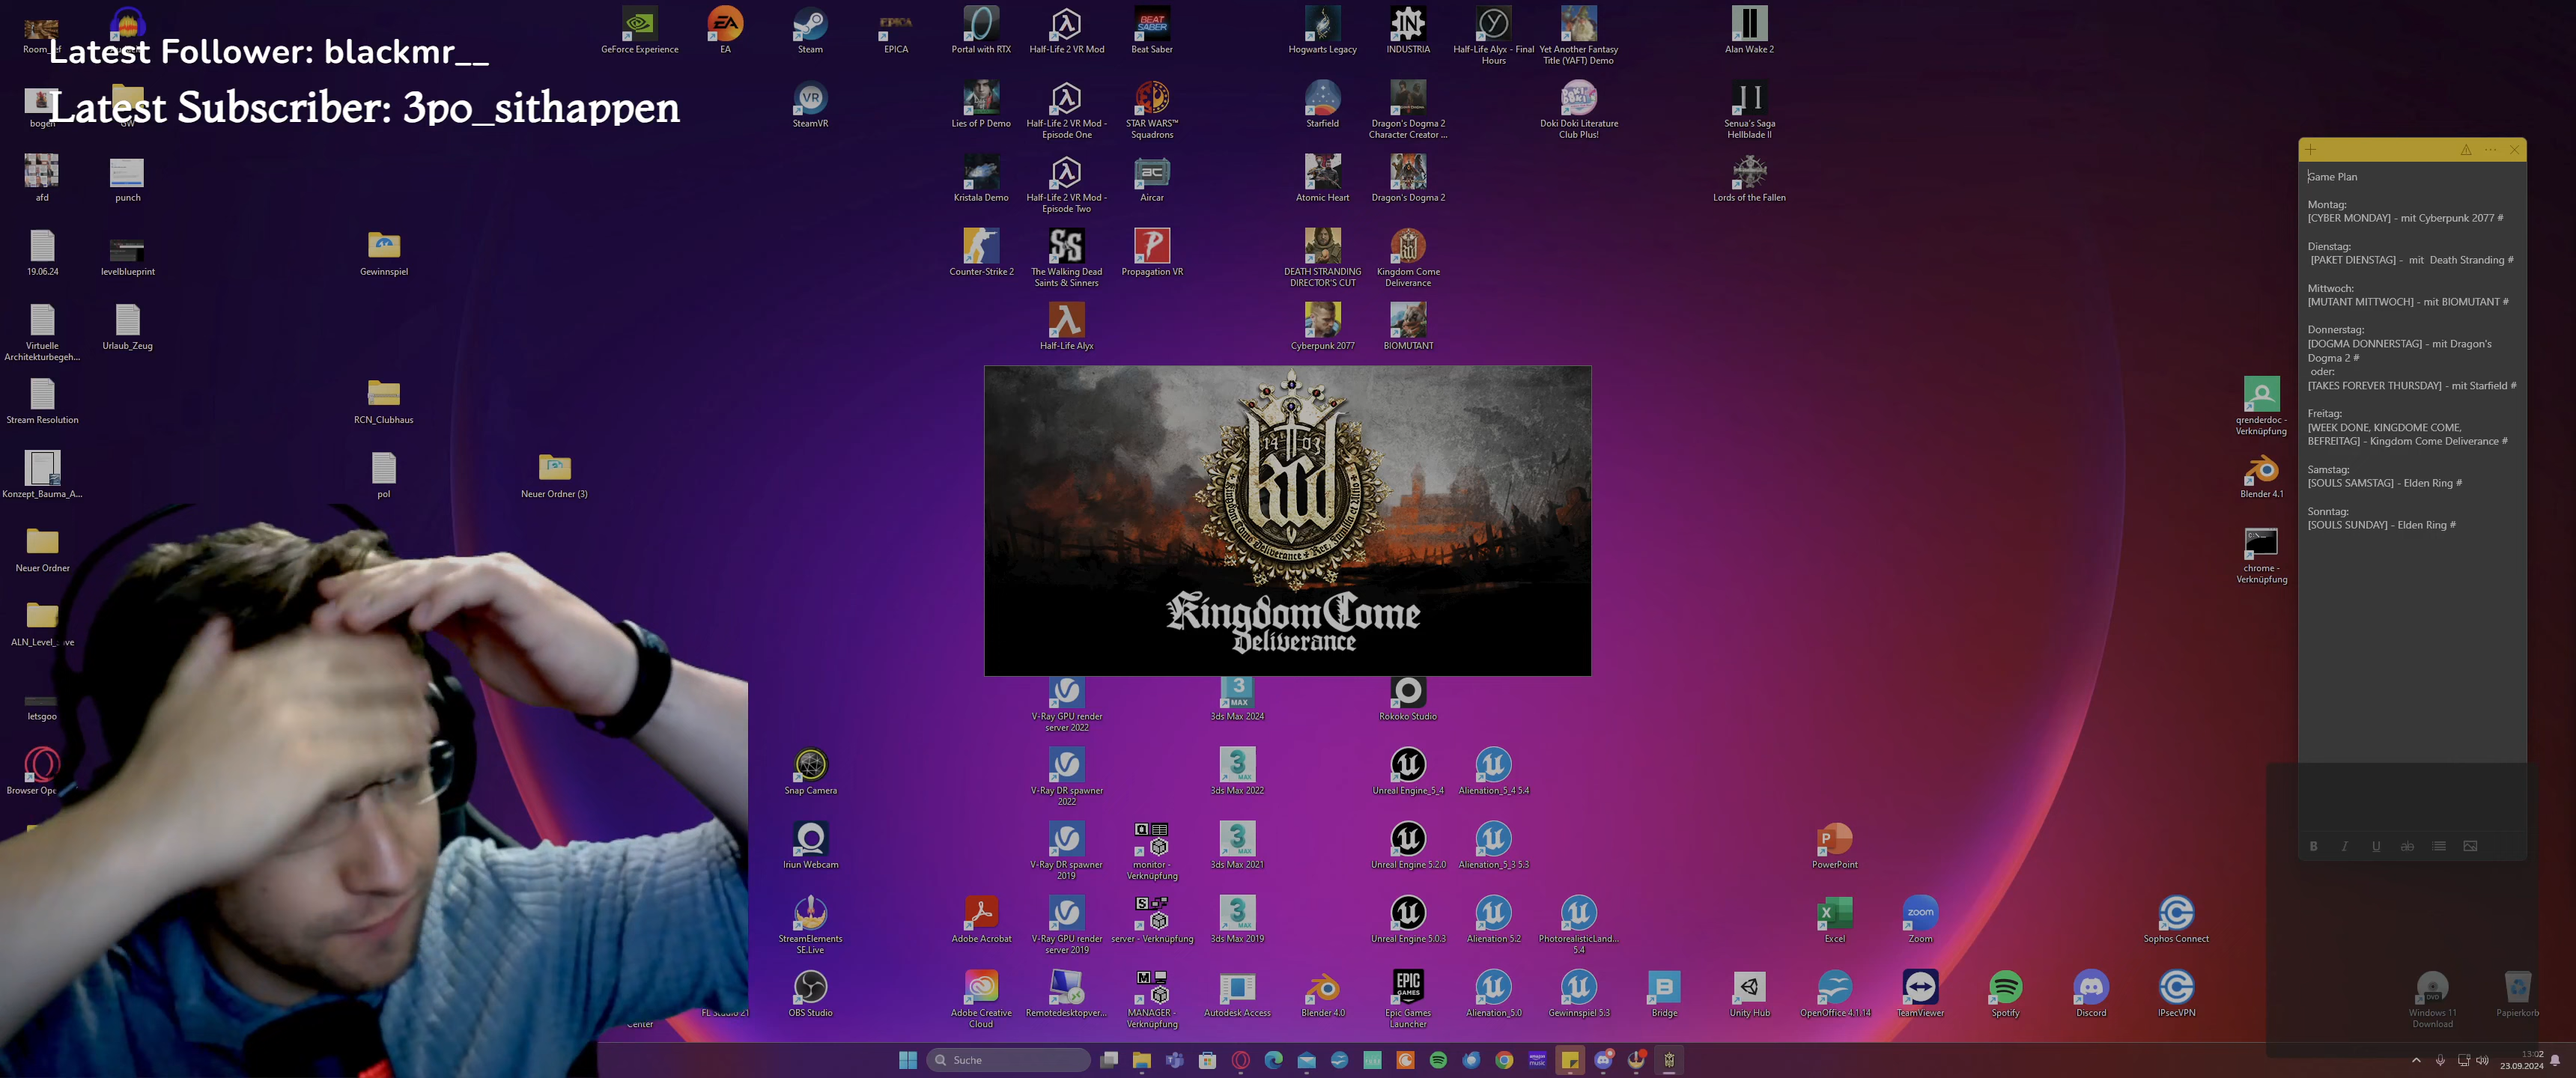 Latest Follower: blackmr__
Latest Subscriber: 3po_sithappen
GeForce Experience
EA
Steam
EPICA
Portal with RTX
Half-Life 2 VR Mod
Beat Saber
Hogwarts Legacy
INDUSTRIA
Half-Life Alyx - Final
Hours
Yet Another Fantasy
Title (YAFT) Demo
Alan Wake 2
bogen
GW
SteamVR
Lies of P Demo
Half-Life 2 VR Mod -
Episode One
STAR WARS™
Squadrons
Starfield
Dragon's Dogma 2
Character Creator ...
Doki Doki Literature
Club Plus!
Senua's Saga
Hellblade II
afd
punch
Kristala Demo
Half-Life 2 VR Mod -
Episode Two
Aircar
Atomic Heart
Dragon's Dogma 2
Lords of the Fallen
19.06.24
levelblueprint
Gewinnspiel
Counter-Strike 2
The Walking Dead
Saints & Sinners
Propagation VR
DEATH STRANDING
DIRECTOR'S CUT
Kingdom Come
Deliverance
Virtuelle
Architekturbegeh...
Urlaub_Zeug
Half-Life Alyx
Cyberpunk 2077
BIOMUTANT
Stream Resolution
RCN_Clubhaus
Konzept_Bauma_A...
pol
Neuer Ordner (3)
Neuer Ordner
letsgoo
Kingdom Come
Deliverance
qrenderdoc -
Verknüpfung
Blender 4.1
chrome -
Verknüpfung
Game Plan
Montag:
[CYBER MONDAY] - mit Cyberpunk 2077 #
Dienstag:
[PAKET DIENSTAG] - mit Death Stranding #
Mittwoch:
[MUTANT MITTWOCH] - mit BIOMUTANT #
Donnerstag:
[DOGMA DONNERSTAG] - mit Dragon's
Dogma 2 #
oder:
[TAKES FOREVER THURSDAY] - mit Starfield #
Freitag:
[WEEK DONE, KINGDOME COME,
BEFREITAG] - Kingdom Come Deliverance #
Samstag:
[SOULS SAMSTAG] - Elden Ring #
Sonntag:
[SOULS SUNDAY] - Elden Ring #
V-Ray GPU render
server 2022
3ds Max 2024
Rokoko Studio
Snap Camera
V-Ray DR spawner
2022
3ds Max 2022
Unreal Engine_5_4
Alienation_5_4 5.4
Iriun Webcam
V-Ray DR spawner
2019
monitor -
Verknüpfung
3ds Max 2021
Unreal Engine 5.2.0
Alienation_5_3 5.3
PowerPoint
StreamElements
SE.Live
Adobe Acrobat
V-Ray GPU render
server 2019
server - Verknüpfung
3ds Max 2019
Unreal Engine 5.0.3
Alienation 5.2
PhotorealisticLand...
5.4
Excel
Zoom
Sophos Connect
Center
FL Studio 21
OBS Studio
Adobe Creative
Cloud
Remotedesktopver...
MANAGER -
Verknüpfung
Autodesk Access
Blender 4.0
Epic Games
Launcher
Alienation_5.0
Gewinnspiel 5.3
Bridge
Unity Hub
OpenOffice 4.1.14
TeamViewer
Spotify
Discord
IPsecVPN
Windows 11
Download
Papierkorb
Suche
13:02
23.09.2024